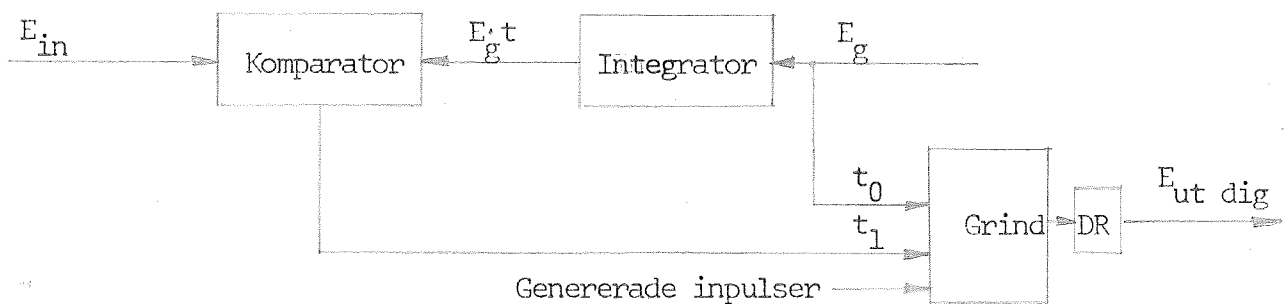 E_in
Komparator
E_g·t
Integrator
E_g
t_0
t_1
Grind
DR
E_ut dig
Genererade inpulser